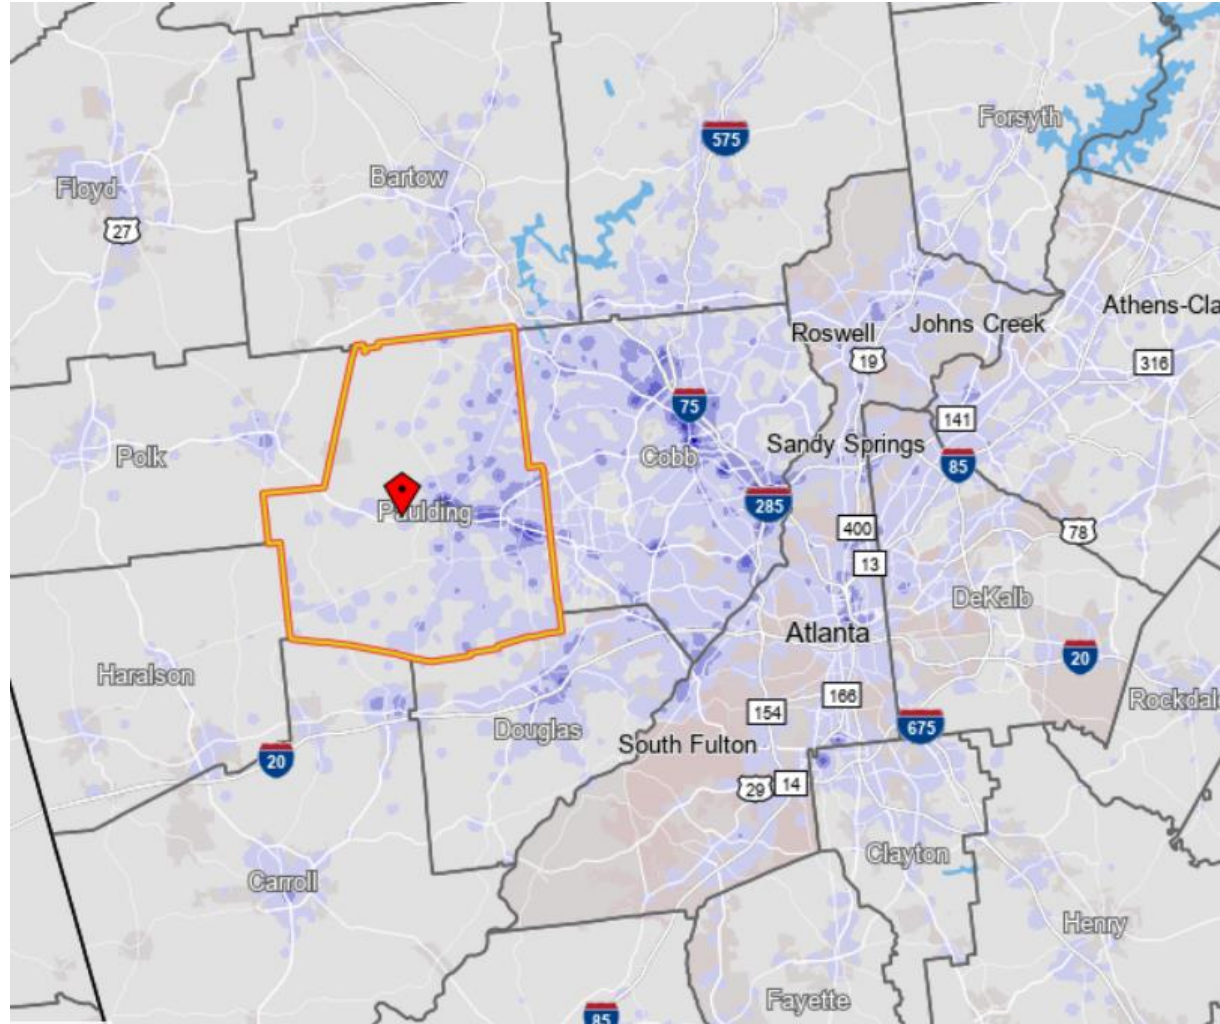 575
Forsyth
Floyd
Bartow
27
Athens-Cla
Roswell
Johns Creek
19
316
75
141
Polk
Cobb
Sandy Springs
85
Paulding
285
400
78
13
DeKalb
Atlanta
20
Haralson
166
Rockdal
154
Douglas
675
South Fulton
20
29
14
Clayton
Carroll
Henry
Fayette
85